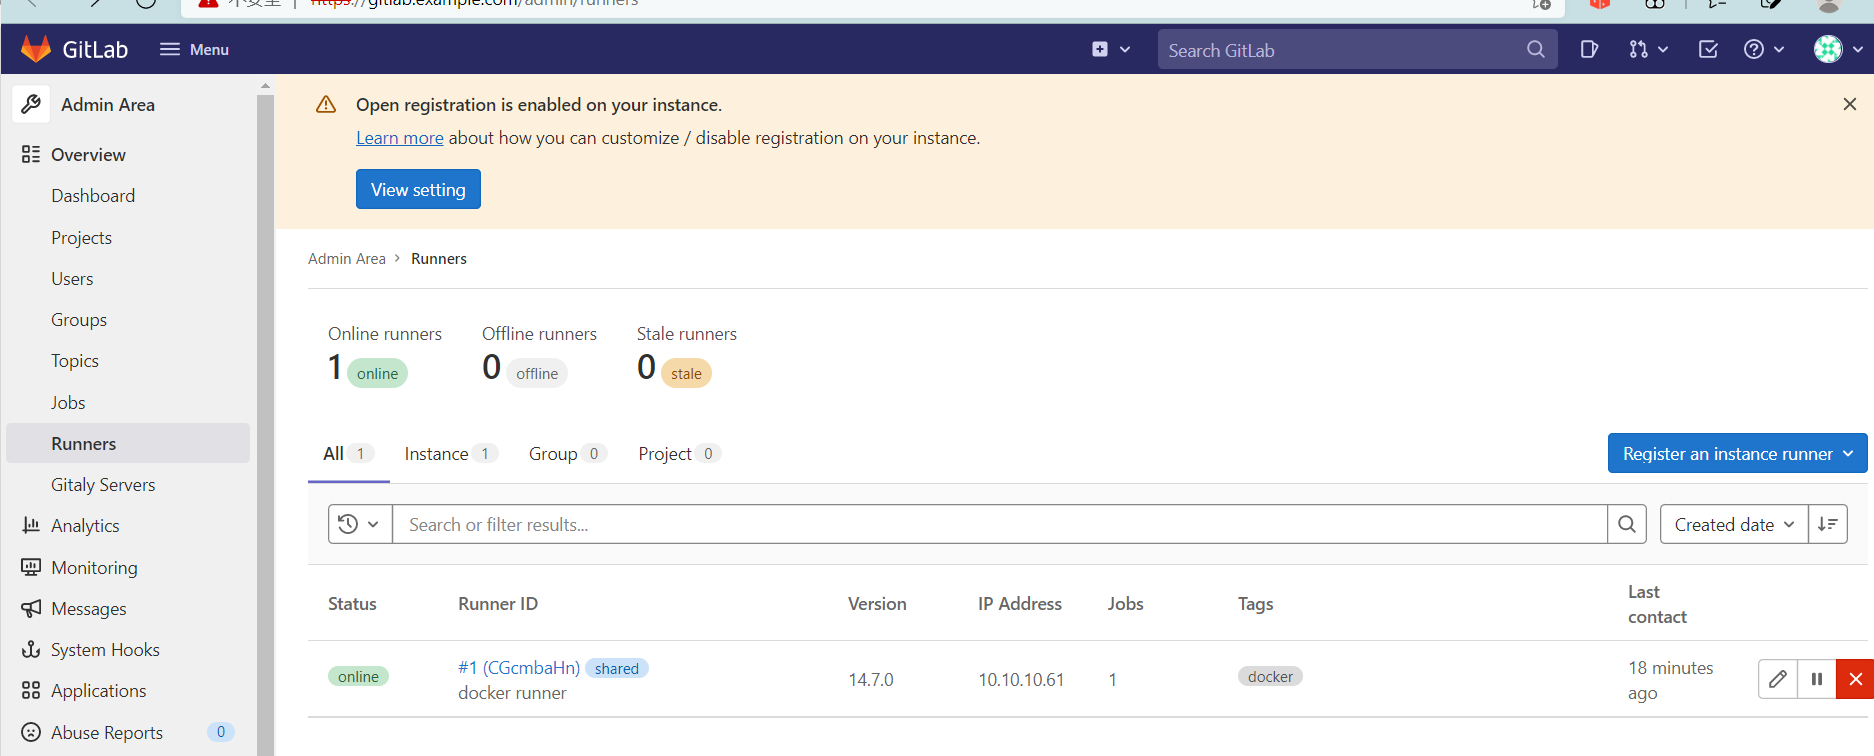 不安全 | https://gitlab.example.com/admin/runners
GitLab
Menu
Search GitLab
Admin Area
Overview
Dashboard
Projects
Users
Groups
Topics
Jobs
Runners
Gitaly Servers
Analytics
Monitoring
Messages
System Hooks
Applications
Abuse Reports 0
Open registration is enabled on your instance.
Learn more about how you can customize / disable registration on your instance.
View setting
Admin Area > Runners
Online runners Offline runners Stale runners
1 online 0 offline 0 stale
All 1 Instance 1 Group 0 Project 0
Register an instance runner
Search or filter results...
Created date
Status Runner ID Version IP Address Jobs Tags Last contact
online #1 (CGcmbaHn) shared 14.7.0 10.10.10.61 1 docker 18 minutes ago
docker runner